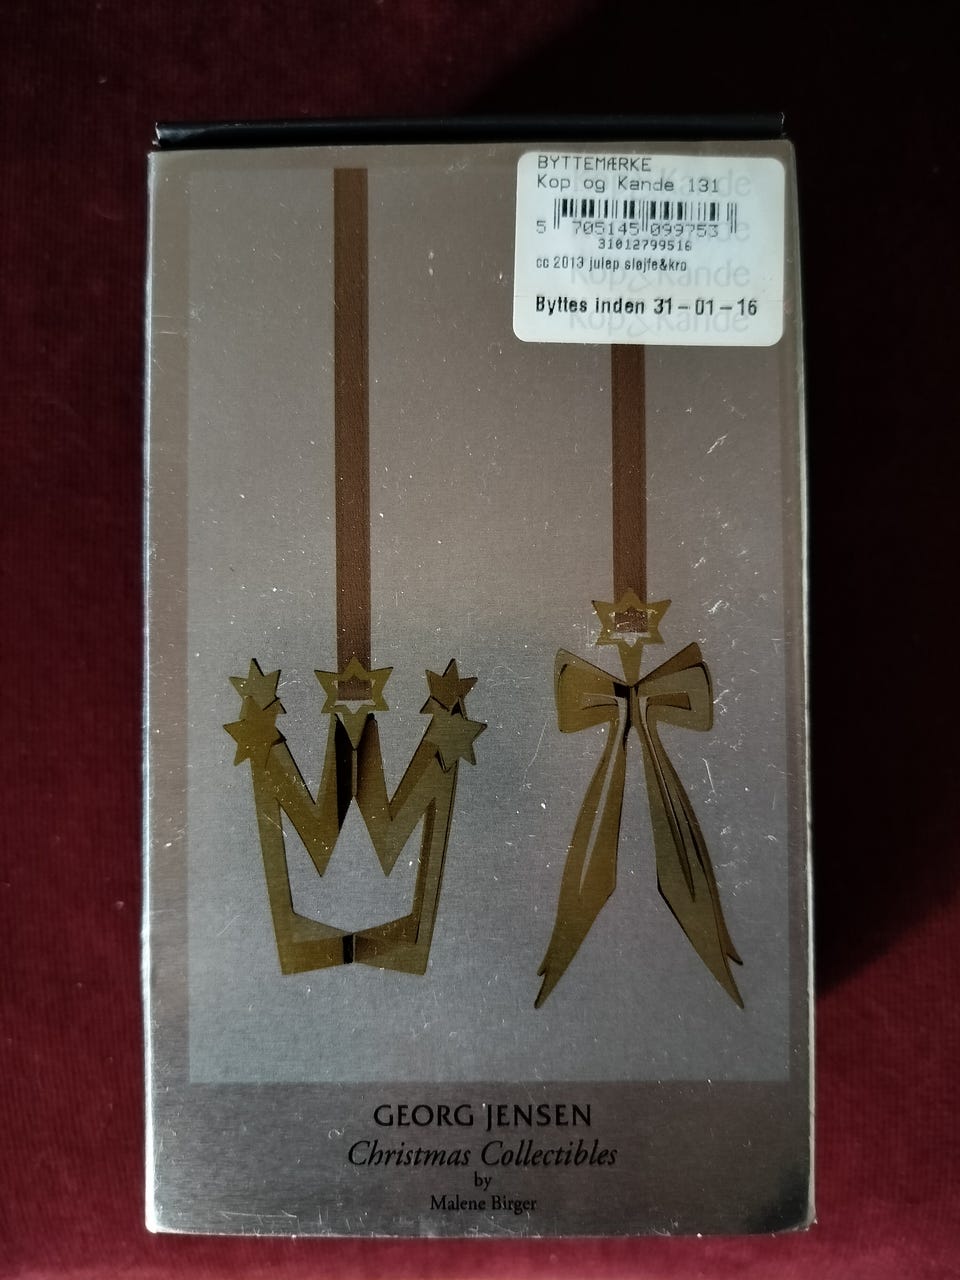 BYTTEMÆRKE
Kop og Kande 131
5 705145 099753
31012799516
cc 2013 julep sløjfe&kro
Byttes inden 31-01-16
GEORG JENSEN
Christmas Collectibles
by
Malene Birger